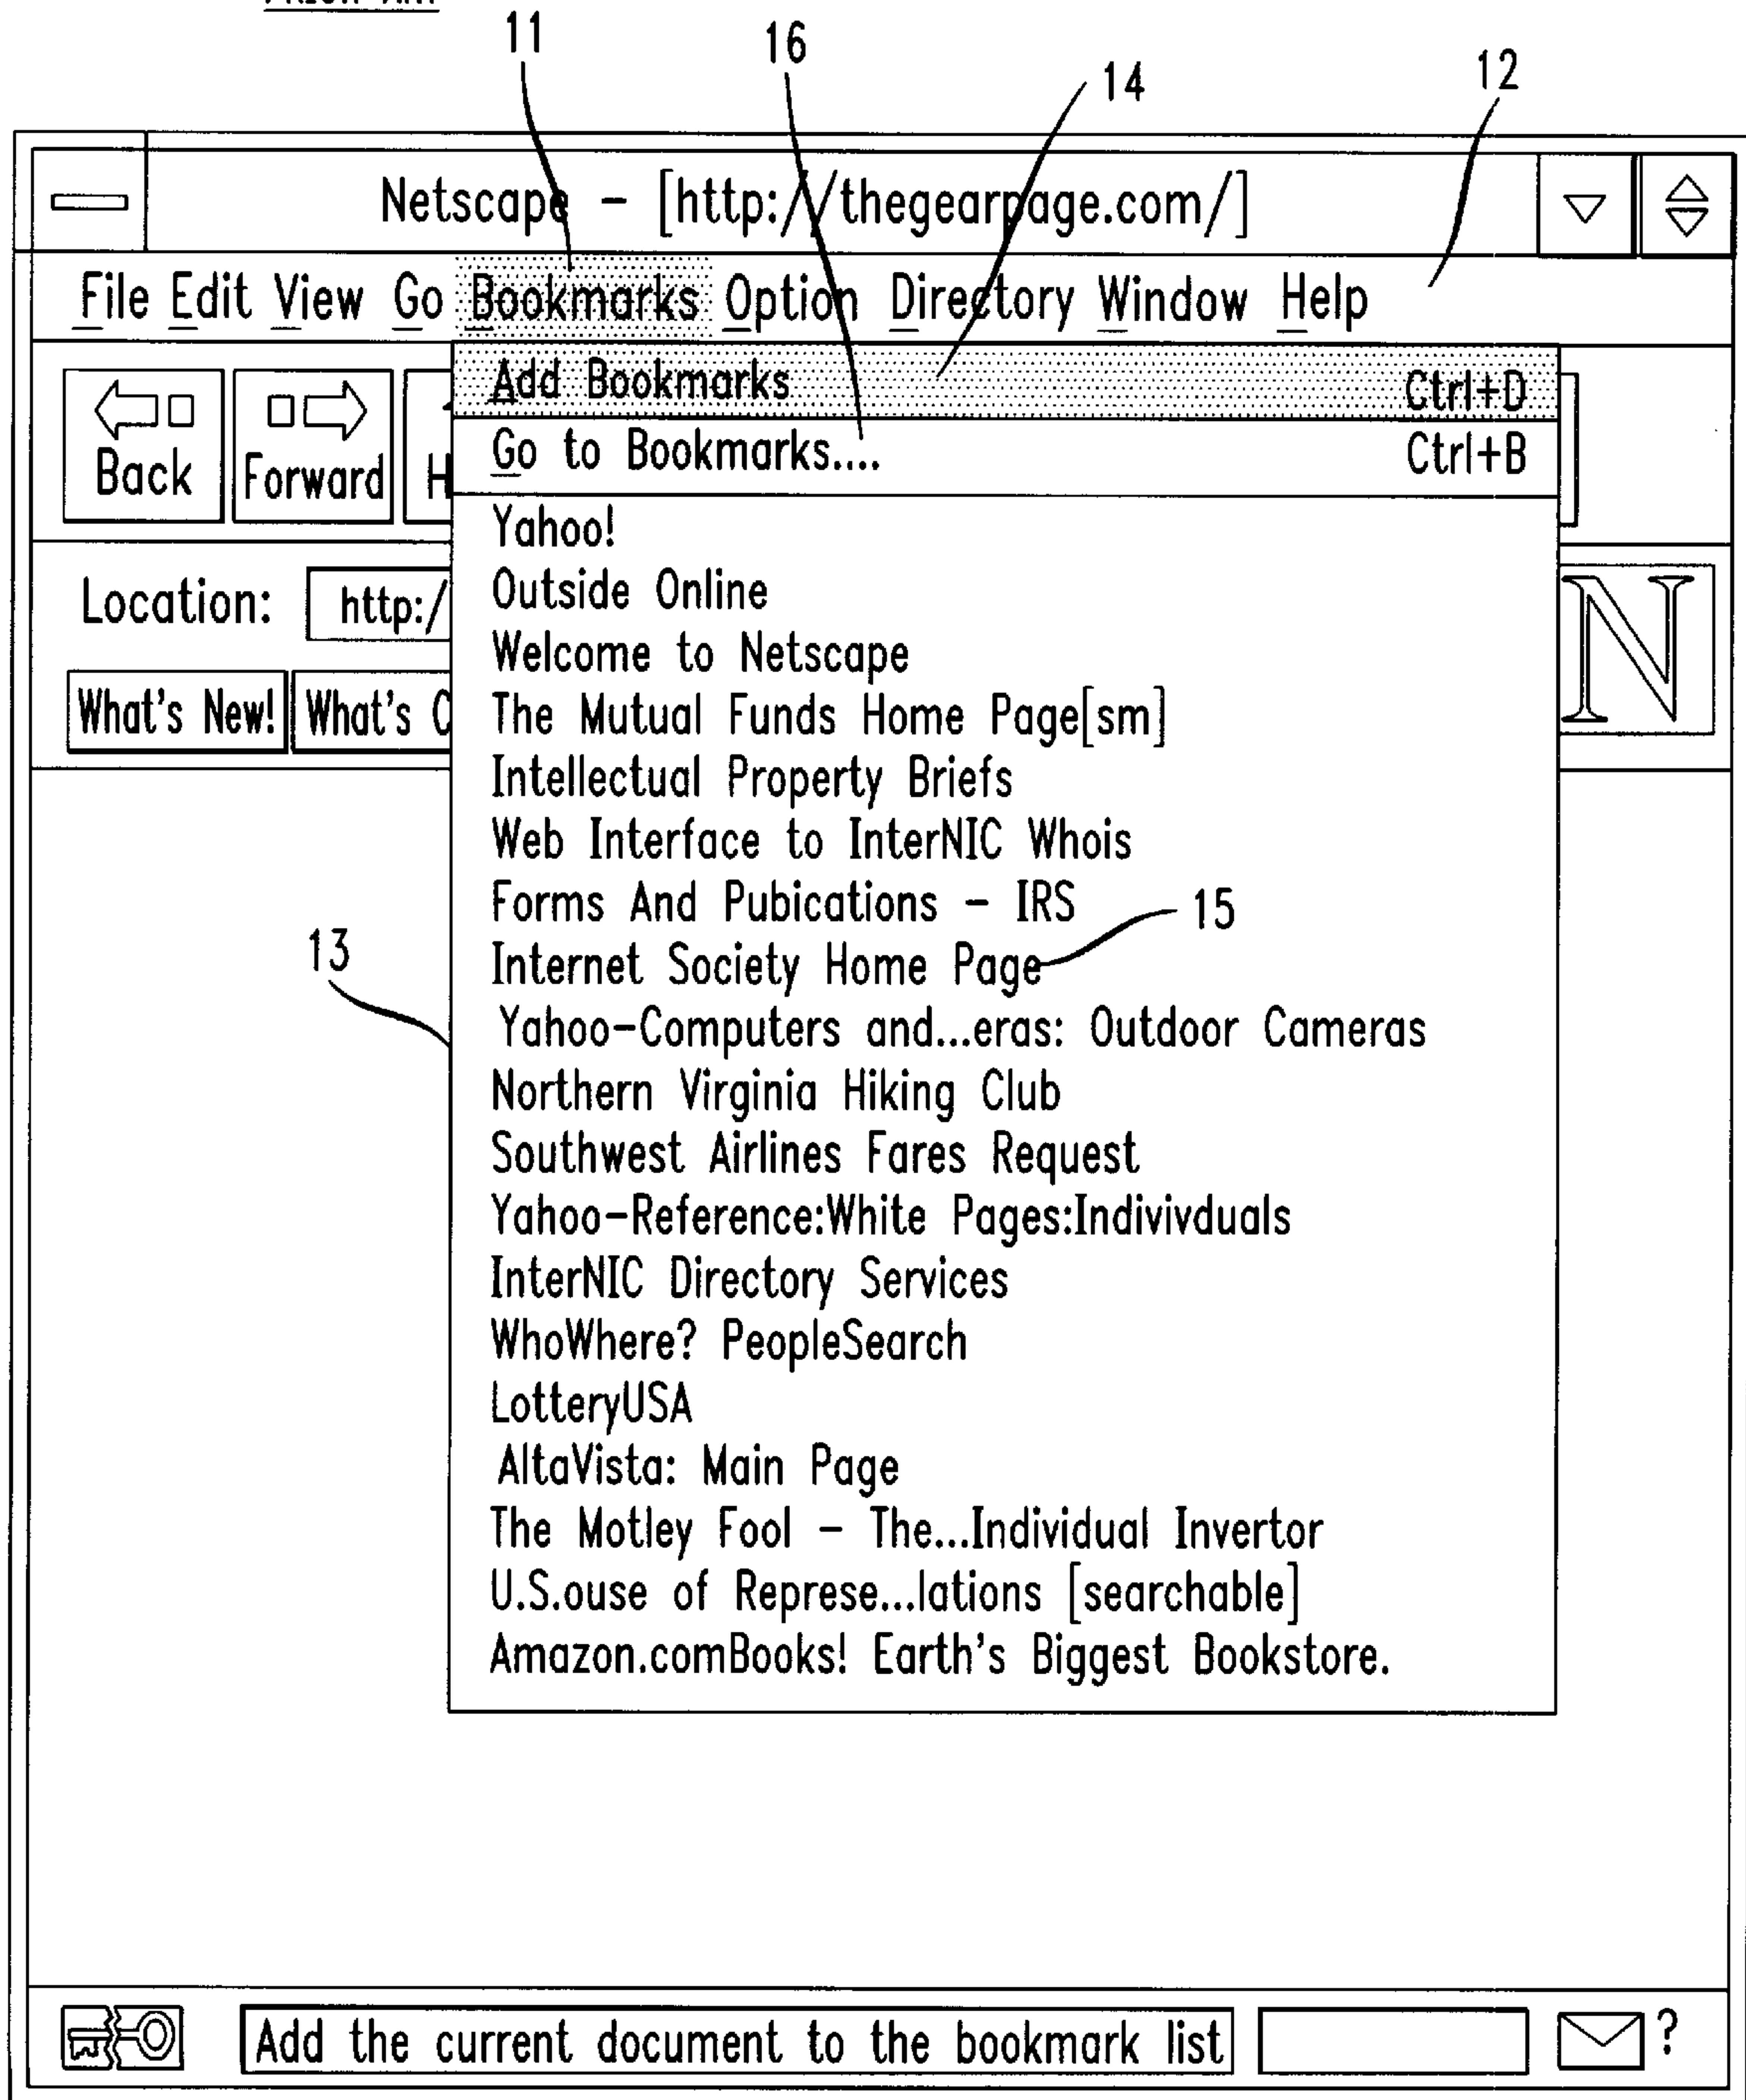 PRIOR ART
11
16
14
12
Netscape - [http://thegearpage.com/]
File Edit View Go Bookmarks Option Directory Window Help
Add Bookmarks Ctrl+D
Go to Bookmarks.... Ctrl+B
Back Forward H
Yahoo!
Outside Online
Location: http:/
N
Welcome to Netscape
What's New! What's C
The Mutual Funds Home Page[sm]
Intellectual Property Briefs
Web Interface to InterNIC Whois
Forms And Pubications - IRS
15
13
Internet Society Home Page
Yahoo-Computers and...eras: Outdoor Cameras
Northern Virginia Hiking Club
Southwest Airlines Fares Request
Yahoo-Reference:White Pages:Indivivduals
InterNIC Directory Services
WhoWhere? PeopleSearch
LotteryUSA
AltaVista: Main Page
The Motley Fool - The...Individual Invertor
U.S.ouse of Represe...lations [searchable]
Amazon.comBooks! Earth's Biggest Bookstore.
Add the current document to the bookmark list
?